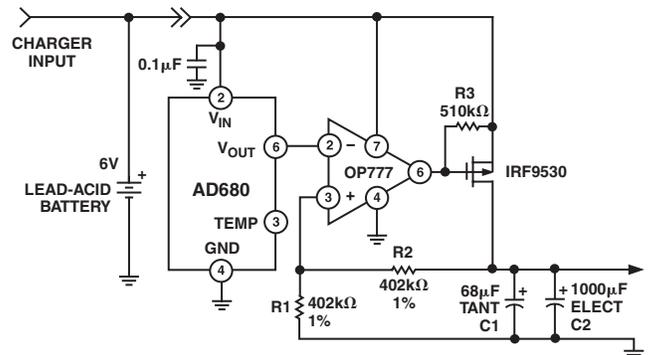 CHARGER
INPUT
0.1μF
2
V_IN
V_OUT
6
AD680
TEMP
3
GND
4
6V
+
LEAD-ACID
BATTERY
2
–
7
OP777
6
3
+
4
R3
510kΩ
IRF9530
R2
402kΩ
1%
R1
402kΩ
1%
68μF
+
TANT
C1
+
1000μF
ELECT
C2